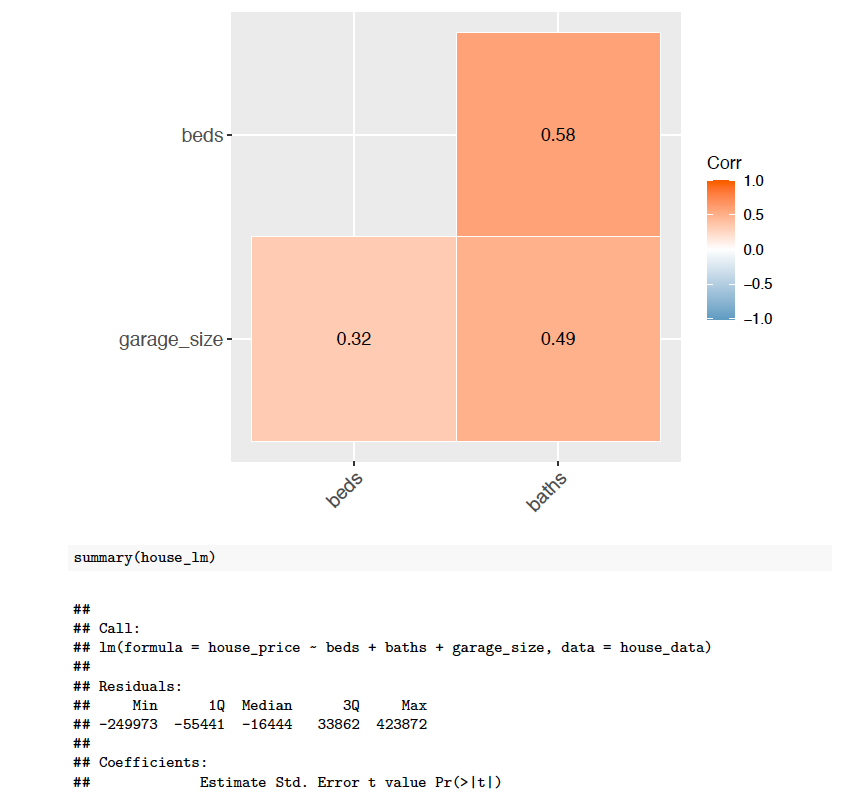 beds
0.58
Corr
1.0
0.5
0.0
−0.5
−1.0
garage_size
0.32
0.49
beds
baths
summary(house_lm)
##
## Call:
## lm(formula = house_price ~ beds + baths + garage_size, data = house_data)
##
## Residuals:
##     Min      1Q  Median      3Q     Max
## -249973  -55441  -16444   33862  423872
##
## Coefficients:
##             Estimate Std. Error t value Pr(>|t|)